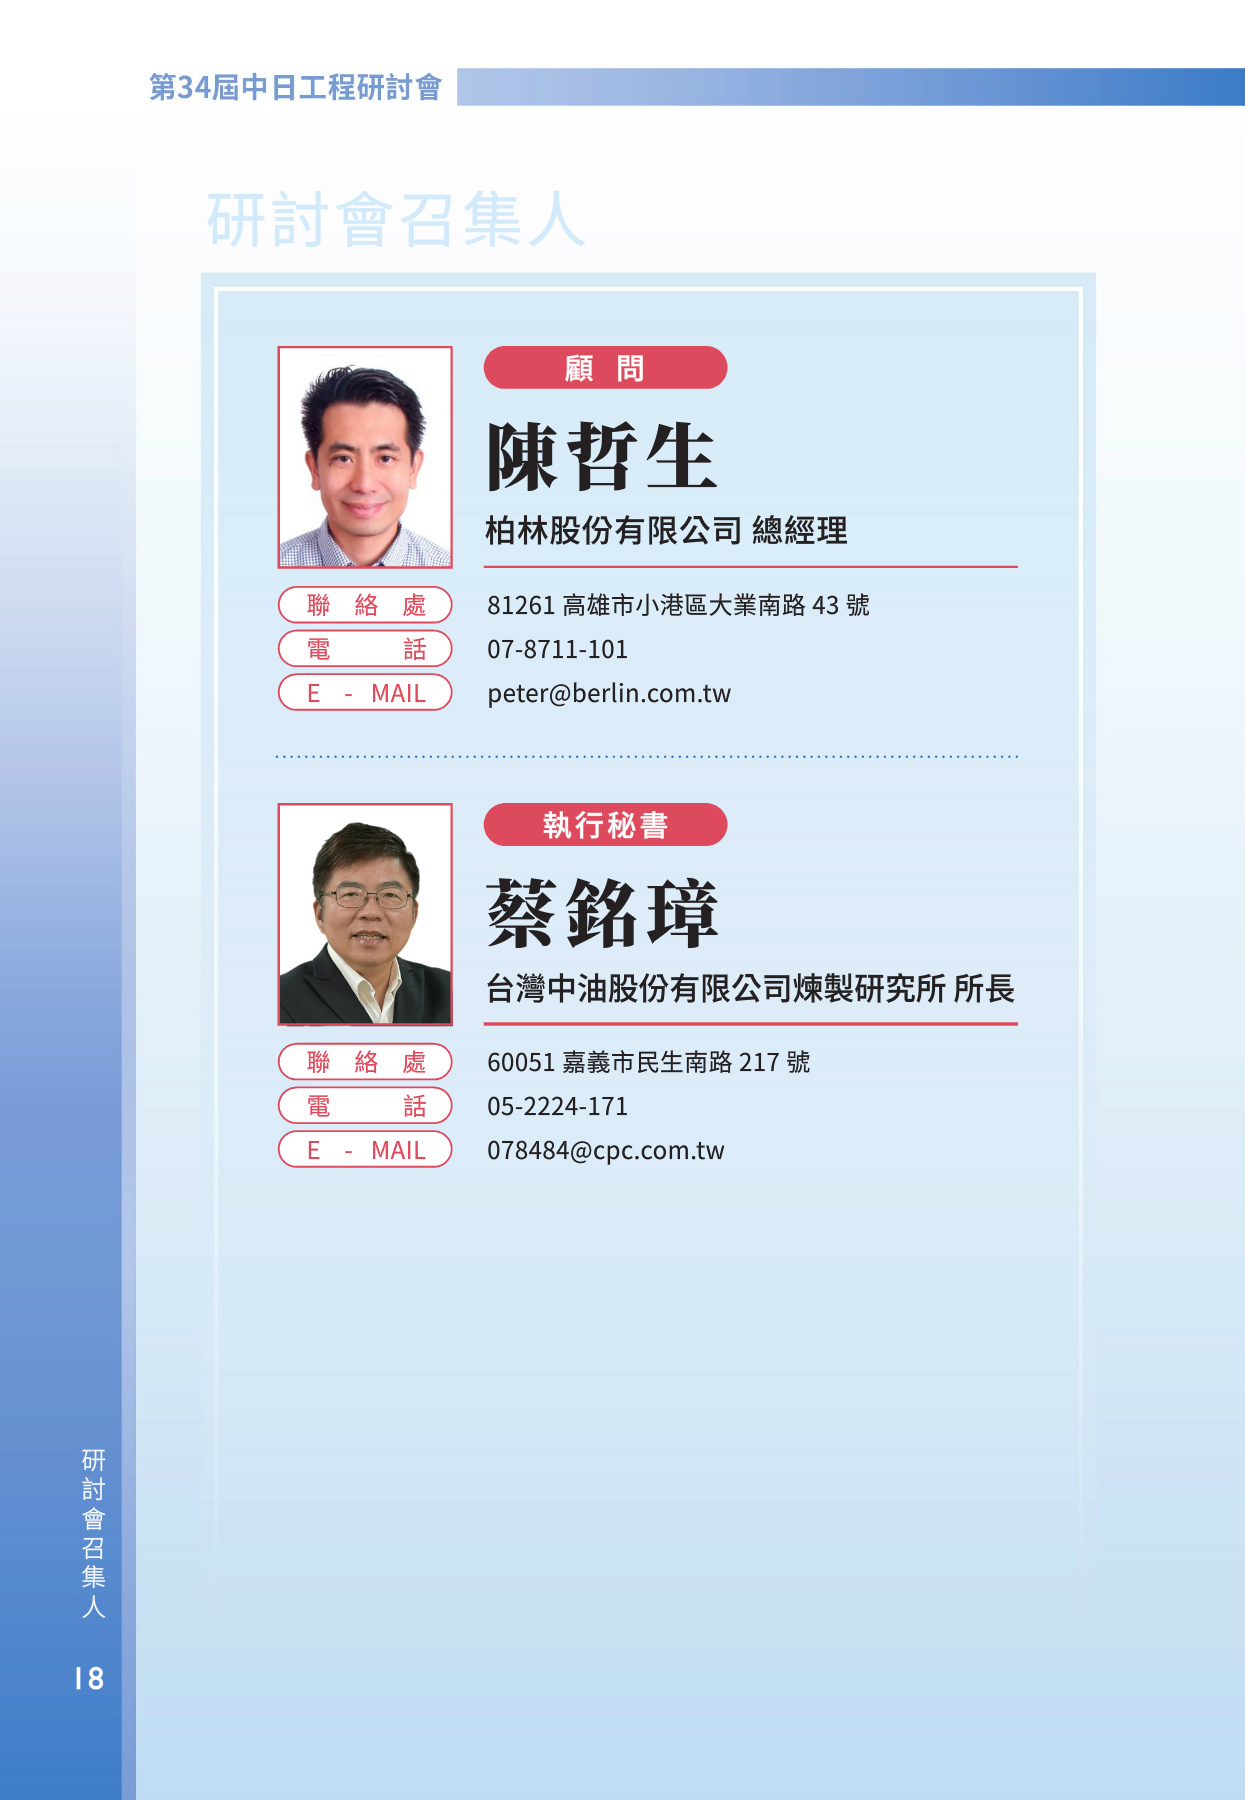 第34屆中日工程研討會
研討會召集人
顧 問
陳哲生
柏林股份有限公司 總經理
聯 絡 處 81261 高雄市小港區大業南路 43 號
電 話 07-8711-101
E - MAIL peter@berlin.com.tw
執行秘書
蔡銘璋
台灣中油股份有限公司煉製研究所 所長
聯 絡 處 60051 嘉義市民生南路 217 號
電 話 05-2224-171
E - MAIL 078484@cpc.com.tw
研討會召集人
18